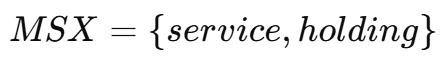 MSX = {service, holding}